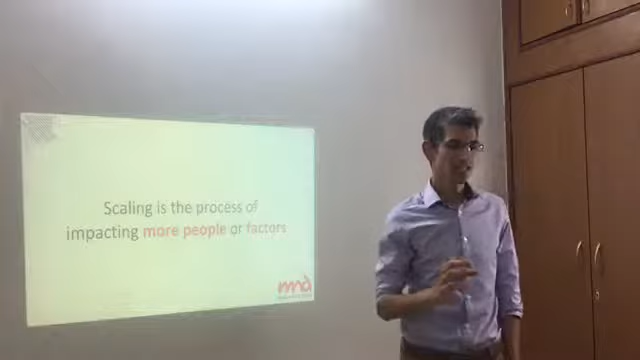 Scaling is the process of
impacting more people or factors